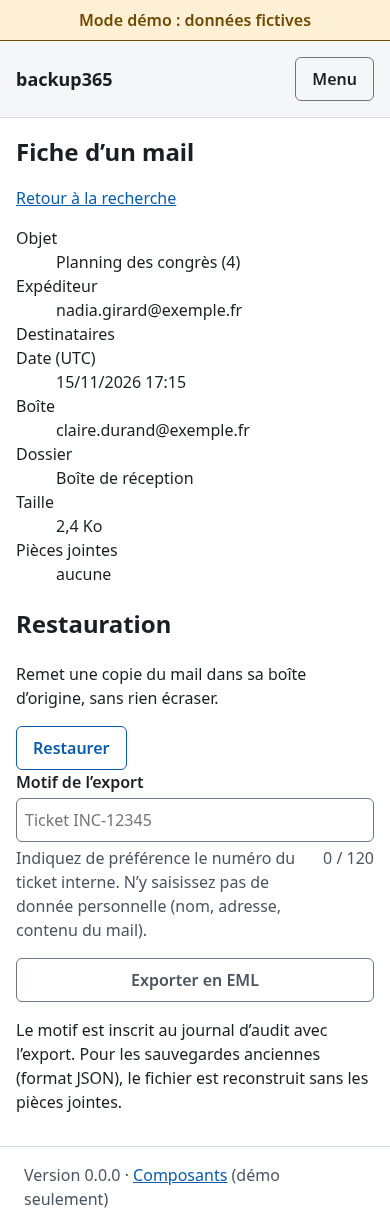 Mode démo : données fictives
backup365
Menu
Fiche d’un mail
Retour à la recherche
Objet
Planning des congrès (4)
Expéditeur
nadia.girard@exemple.fr
Destinataires
Date (UTC)
15/11/2026 17:15
Boîte
claire.durand@exemple.fr
Dossier
Boîte de réception
Taille
2,4 Ko
Pièces jointes
aucune
Restauration
Remet une copie du mail dans sa boîte
d’origine, sans rien écraser.
Restaurer
Motif de l’export
Ticket INC-12345
Indiquez de préférence le numéro du
ticket interne. N’y saisissez pas de
donnée personnelle (nom, adresse,
contenu du mail).
0 / 120
Exporter en EML
Le motif est inscrit au journal d’audit avec
l’export. Pour les sauvegardes anciennes
(format JSON), le fichier est reconstruit sans les
pièces jointes.
Version 0.0.0 · Composants (démo
seulement)